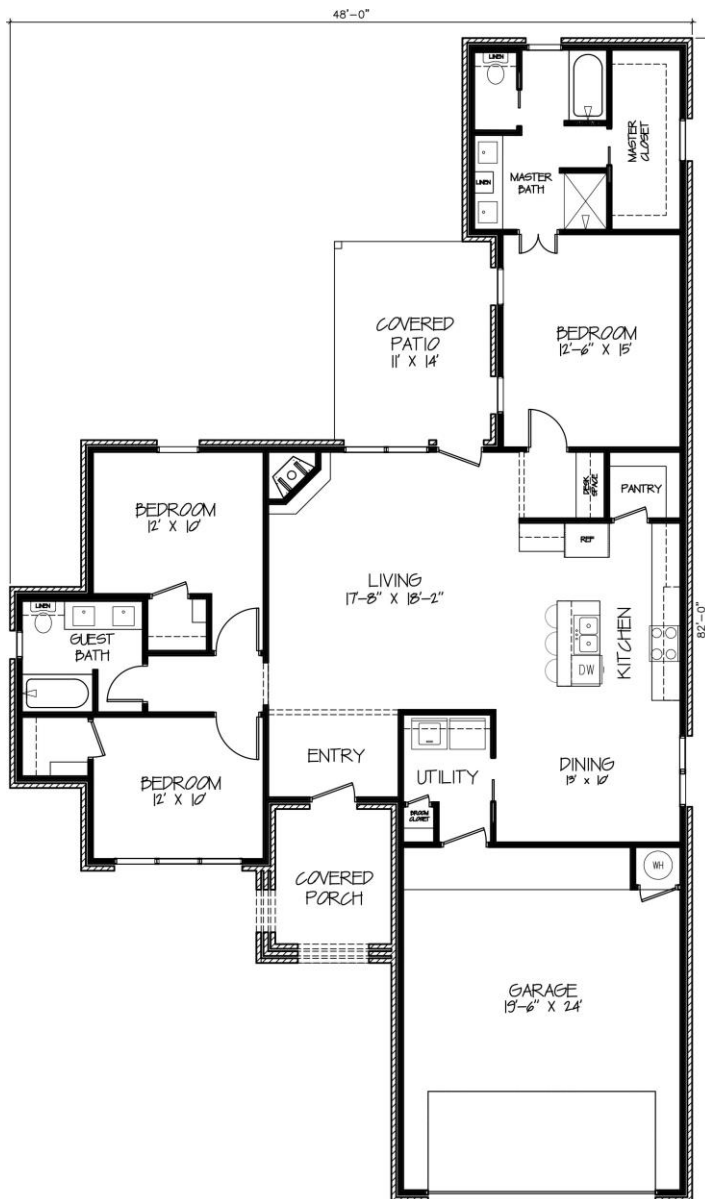 48'-0"
LINEN
MASTER
CLOSET
MASTER
BATH
LINEN
COVERED
PATIO
11' X 14'
BEDROOM
12'-6" X 15'
BEDROOM
12' X 10'
DESK
SPACE
PANTRY
REF
LIVING
17'-8" X 18'-2"
82'-0"
LINEN
GUEST
BATH
KITCHEN
DW
ENTRY
UTILITY
DINING
13' X 10'
BEDROOM
12' X 10'
BROOM
CLOSET
WH
COVERED
PORCH
GARAGE
19'-6" X 24'